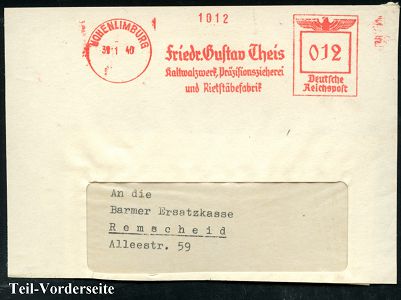 1012
HOHENLIMBURG
1
40
Friedr. Gustav Theis
Kaltwalzwerk, Präzisionszieherei
und Rietstäbefabrik
012
Deutsche
Reichspost
An die
Barmer Ersatzkasse
Remscheid
Alleestr. 59
Teil-Vorderseite